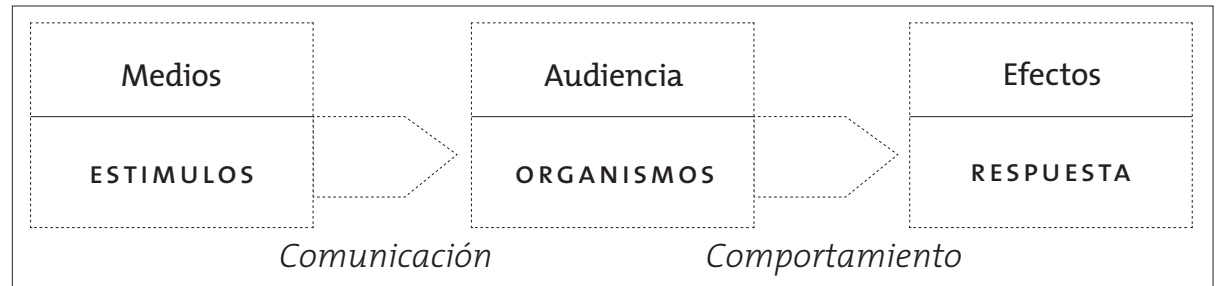 Medios
Audiencia
Efectos
ESTIMULOS
ORGANISMOS
RESPUESTA
Comunicación
Comportamiento